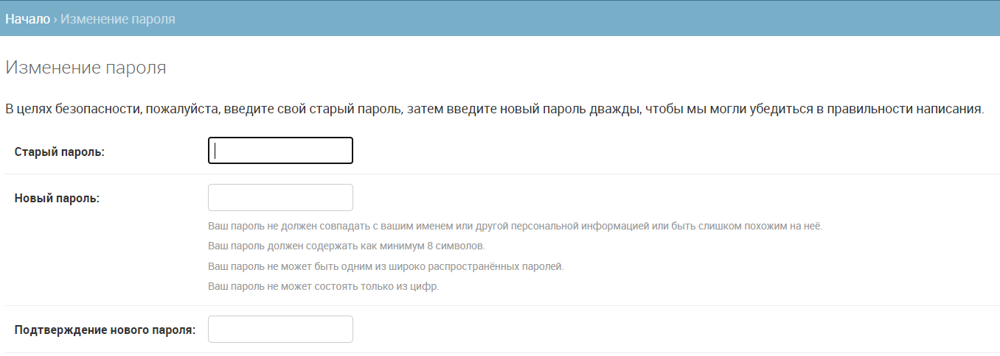 Начало › Изменение пароля
Изменение пароля
В целях безопасности, пожалуйста, введите свой старый пароль, затем введите новый пароль дважды, чтобы мы могли убедиться в правильности написания.
Старый пароль:
Новый пароль:
Ваш пароль не должен совпадать с вашим именем или другой персональной информацией или быть слишком похожим на неё.
Ваш пароль должен содержать как минимум 8 символов.
Ваш пароль не может быть одним из широко распространённых паролей.
Ваш пароль не может состоять только из цифр.
Подтверждение нового пароля: